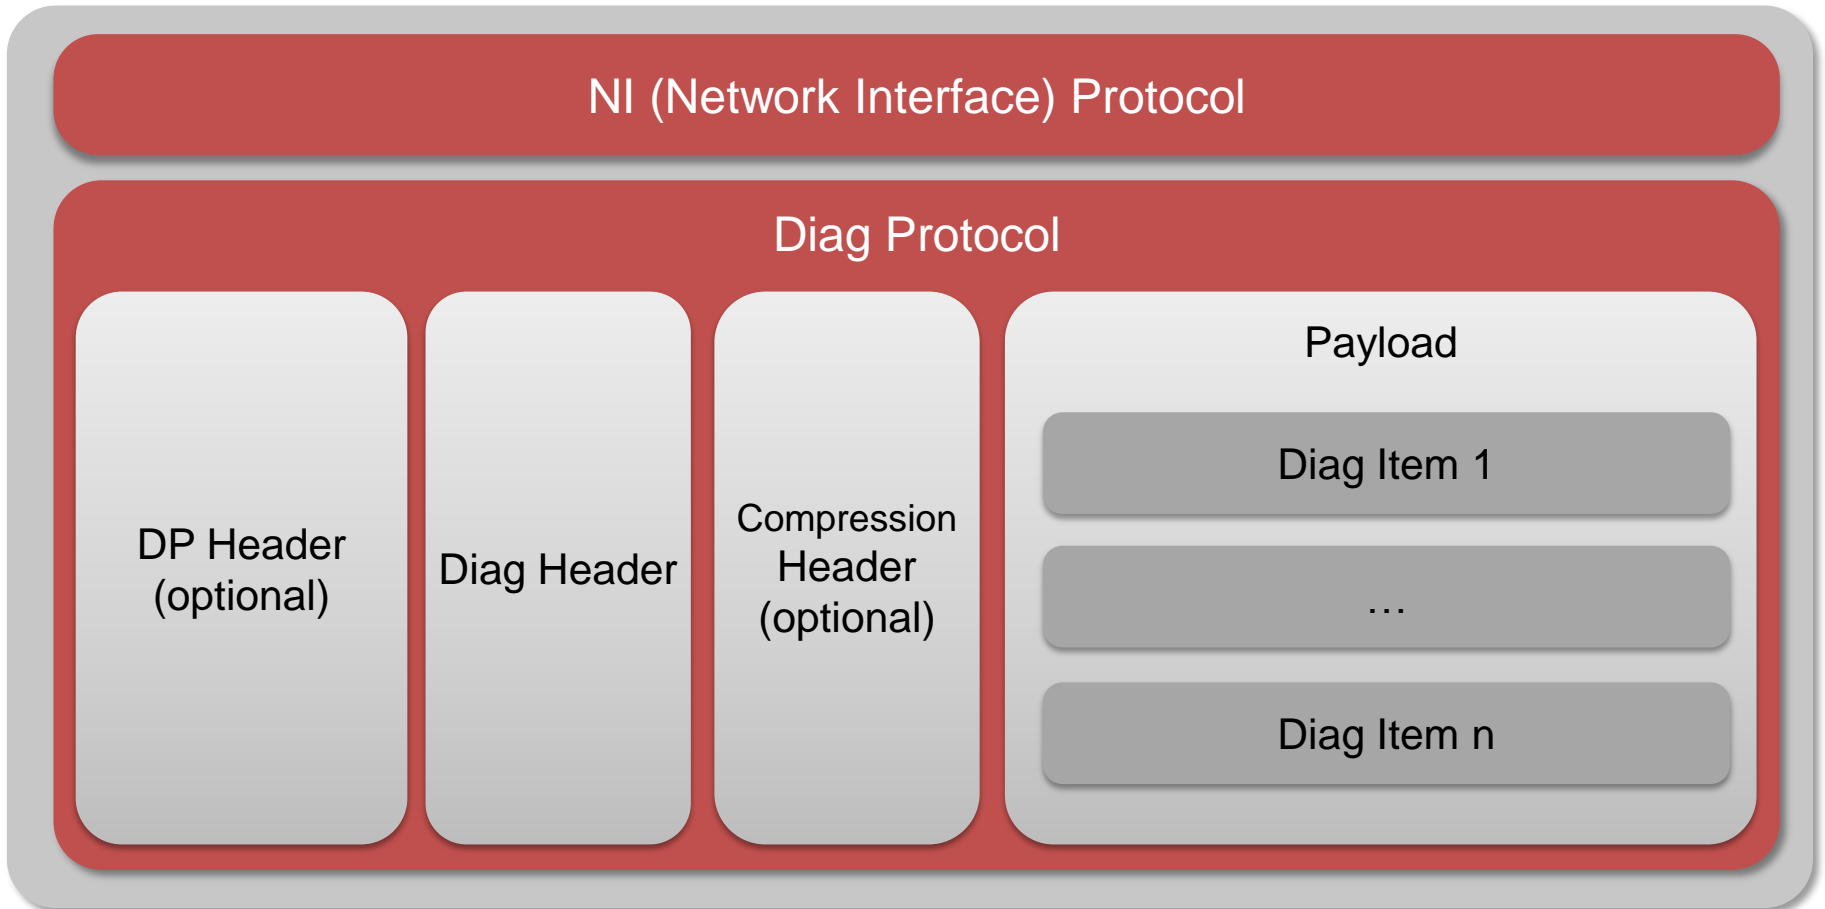 NI (Network Interface) Protocol
Diag Protocol
DP Header
(optional)
Diag Header
Compression
Header
(optional)
Payload
Diag Item 1
…
Diag Item n